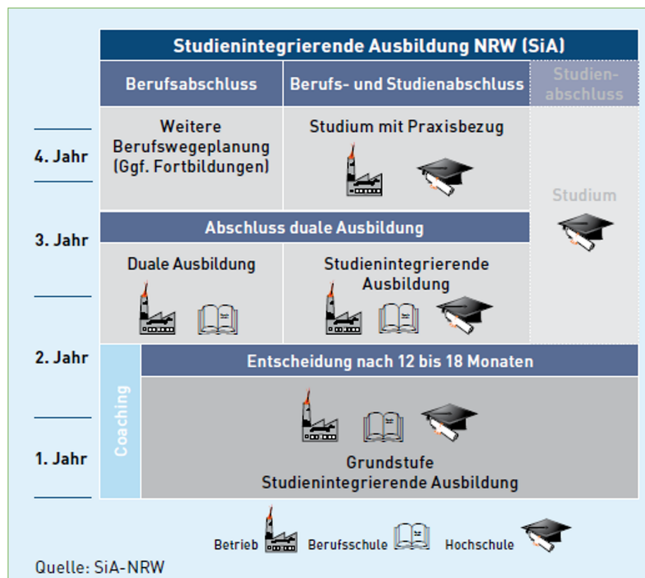 Studienintegrierende Ausbildung NRW (SiA)
Berufsabschluss
Berufs- und Studienabschluss
Studien-
abschluss
4. Jahr
Weitere
Berufswegeplanung
(Ggf. Fortbildungen)
Studium mit Praxisbezug
Studium
3. Jahr
Abschluss duale Ausbildung
Duale Ausbildung
Studienintegrierende
Ausbildung
2. Jahr
Entscheidung nach 12 bis 18 Monaten
Coaching
1. Jahr
Grundstufe
Studienintegrierende Ausbildung
Betrieb
Berufsschule
Hochschule
Quelle: SiA-NRW